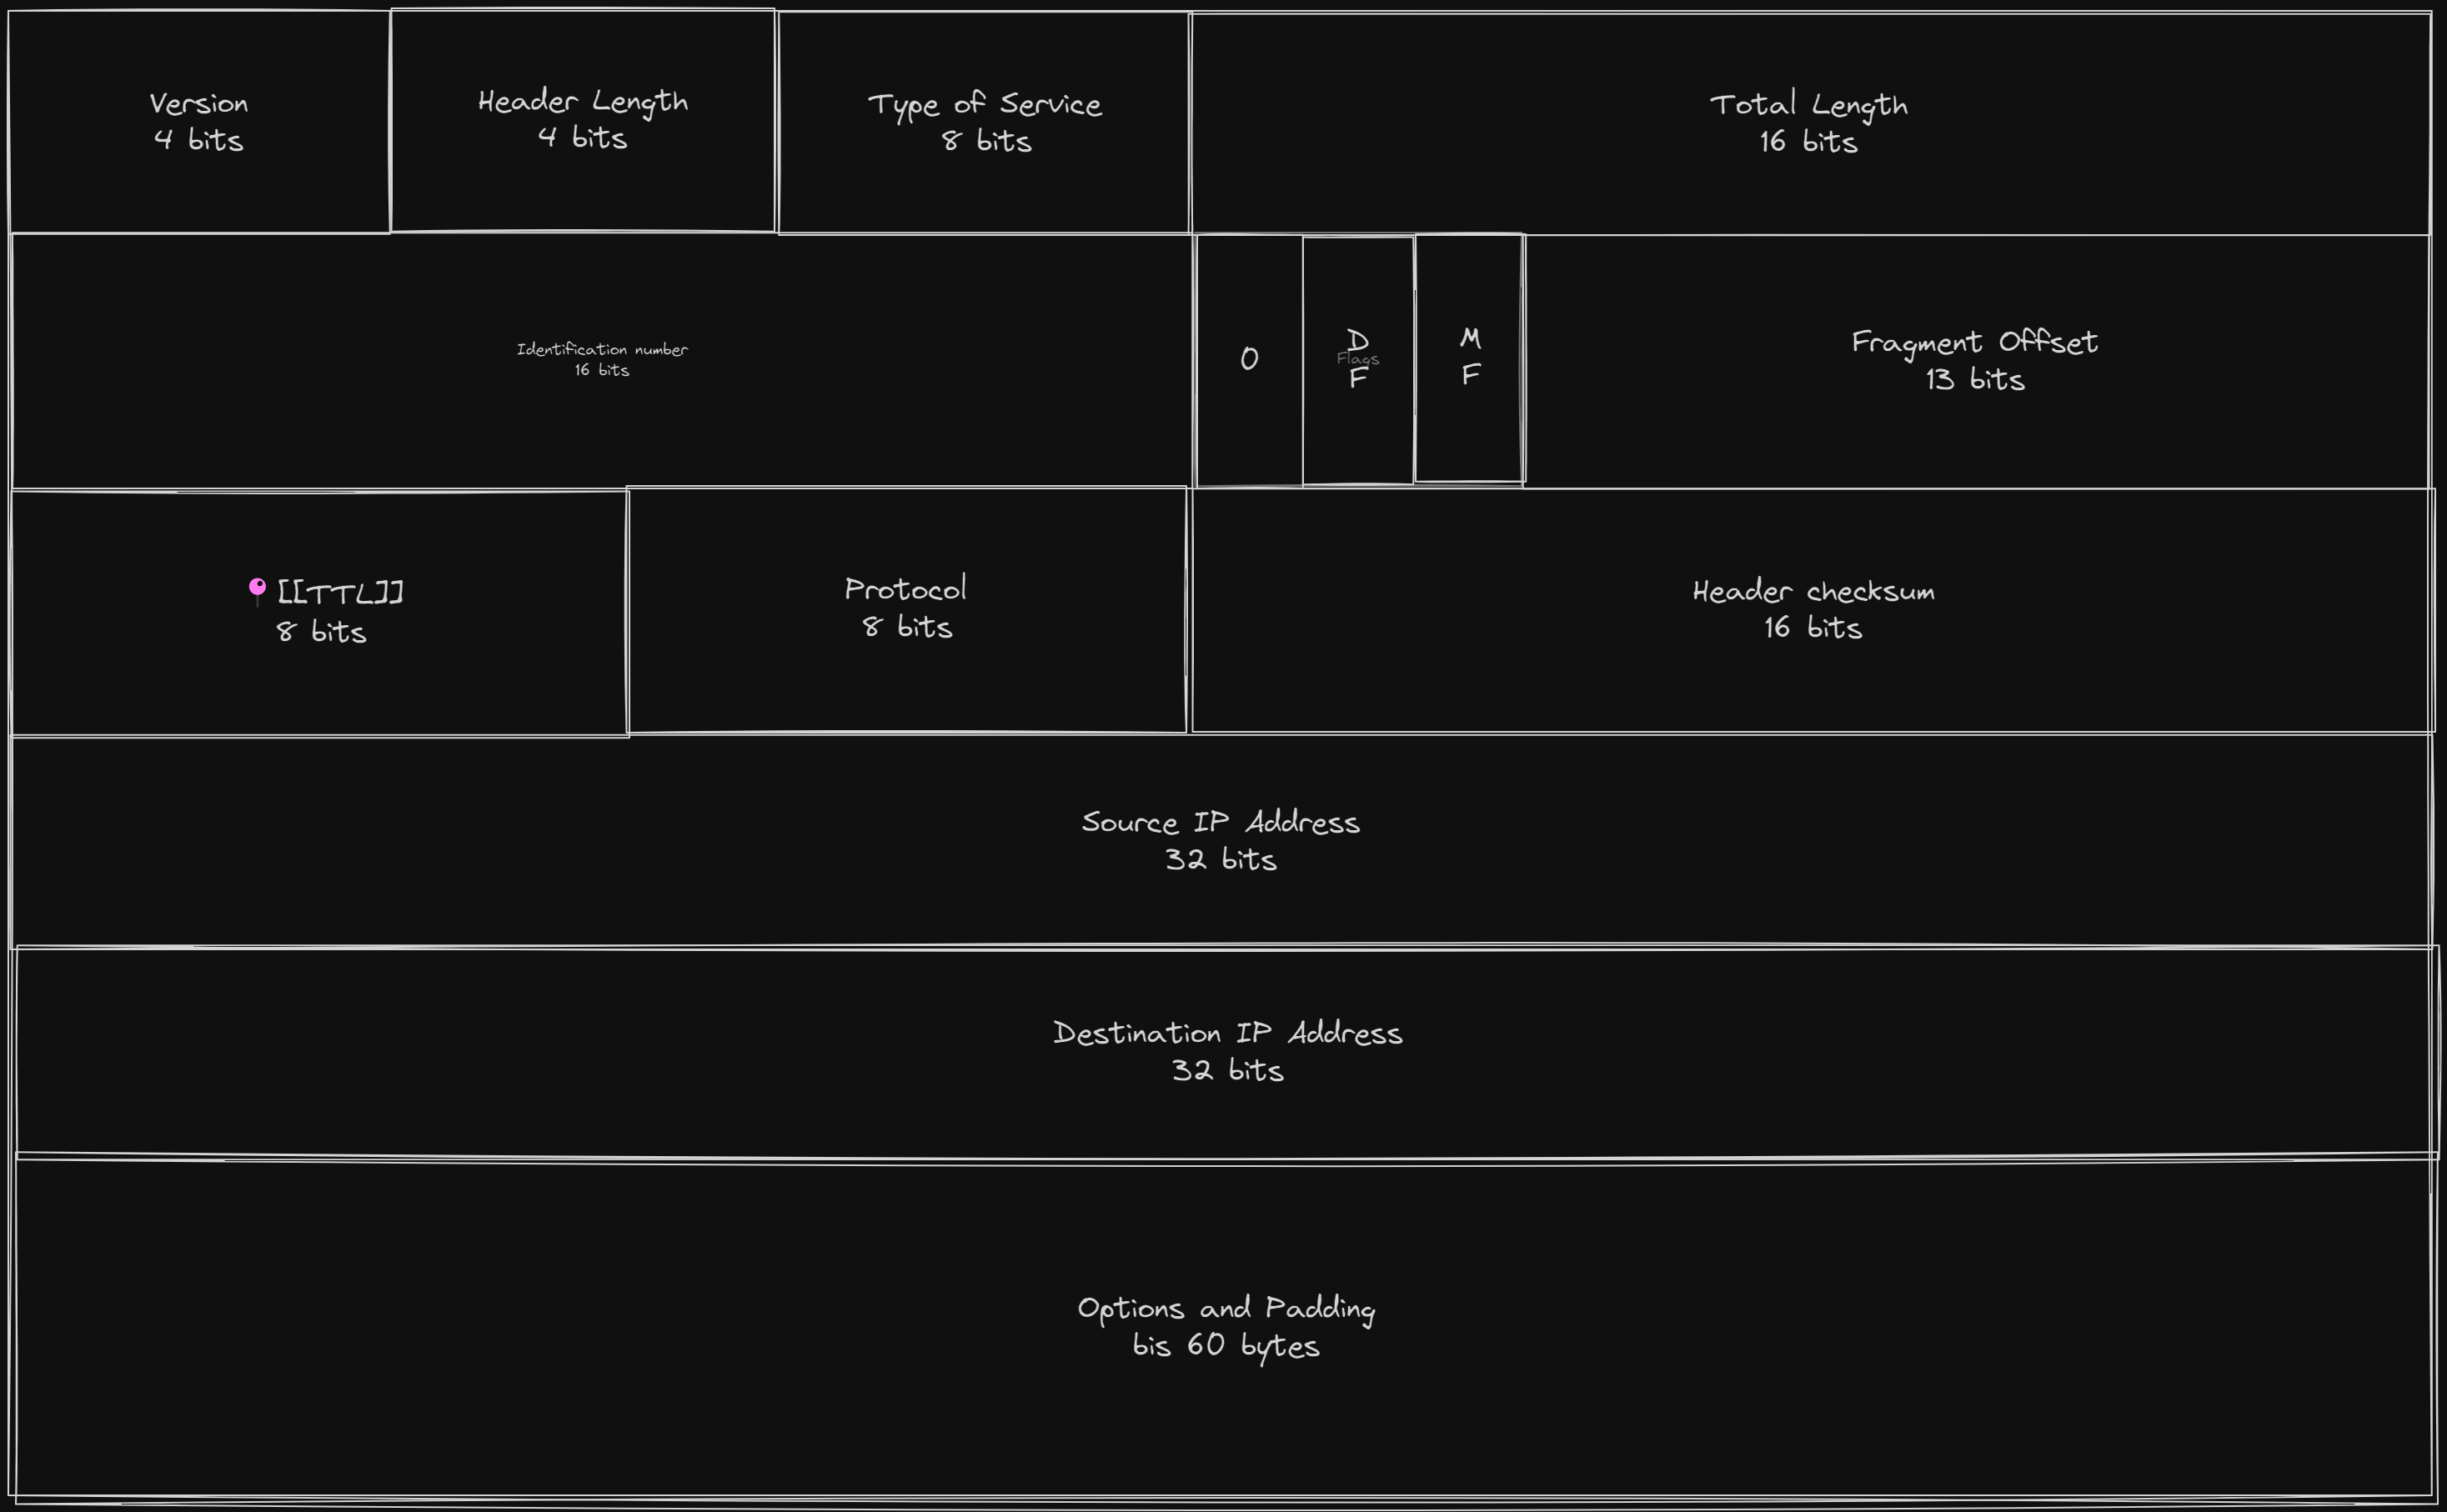 Version
4 bits
Header Length
4 bits
Type of Service
8 bits
Total Length
16 bits
Identification number
16 bits
0
D
Flags
F
M
F
Fragment Offset
13 bits
[[TTL]]
8 bits
Protocol
8 bits
Header checksum
16 bits
Source IP Address
32 bits
Destination IP Address
32 bits
Options and Padding
bis 60 bytes